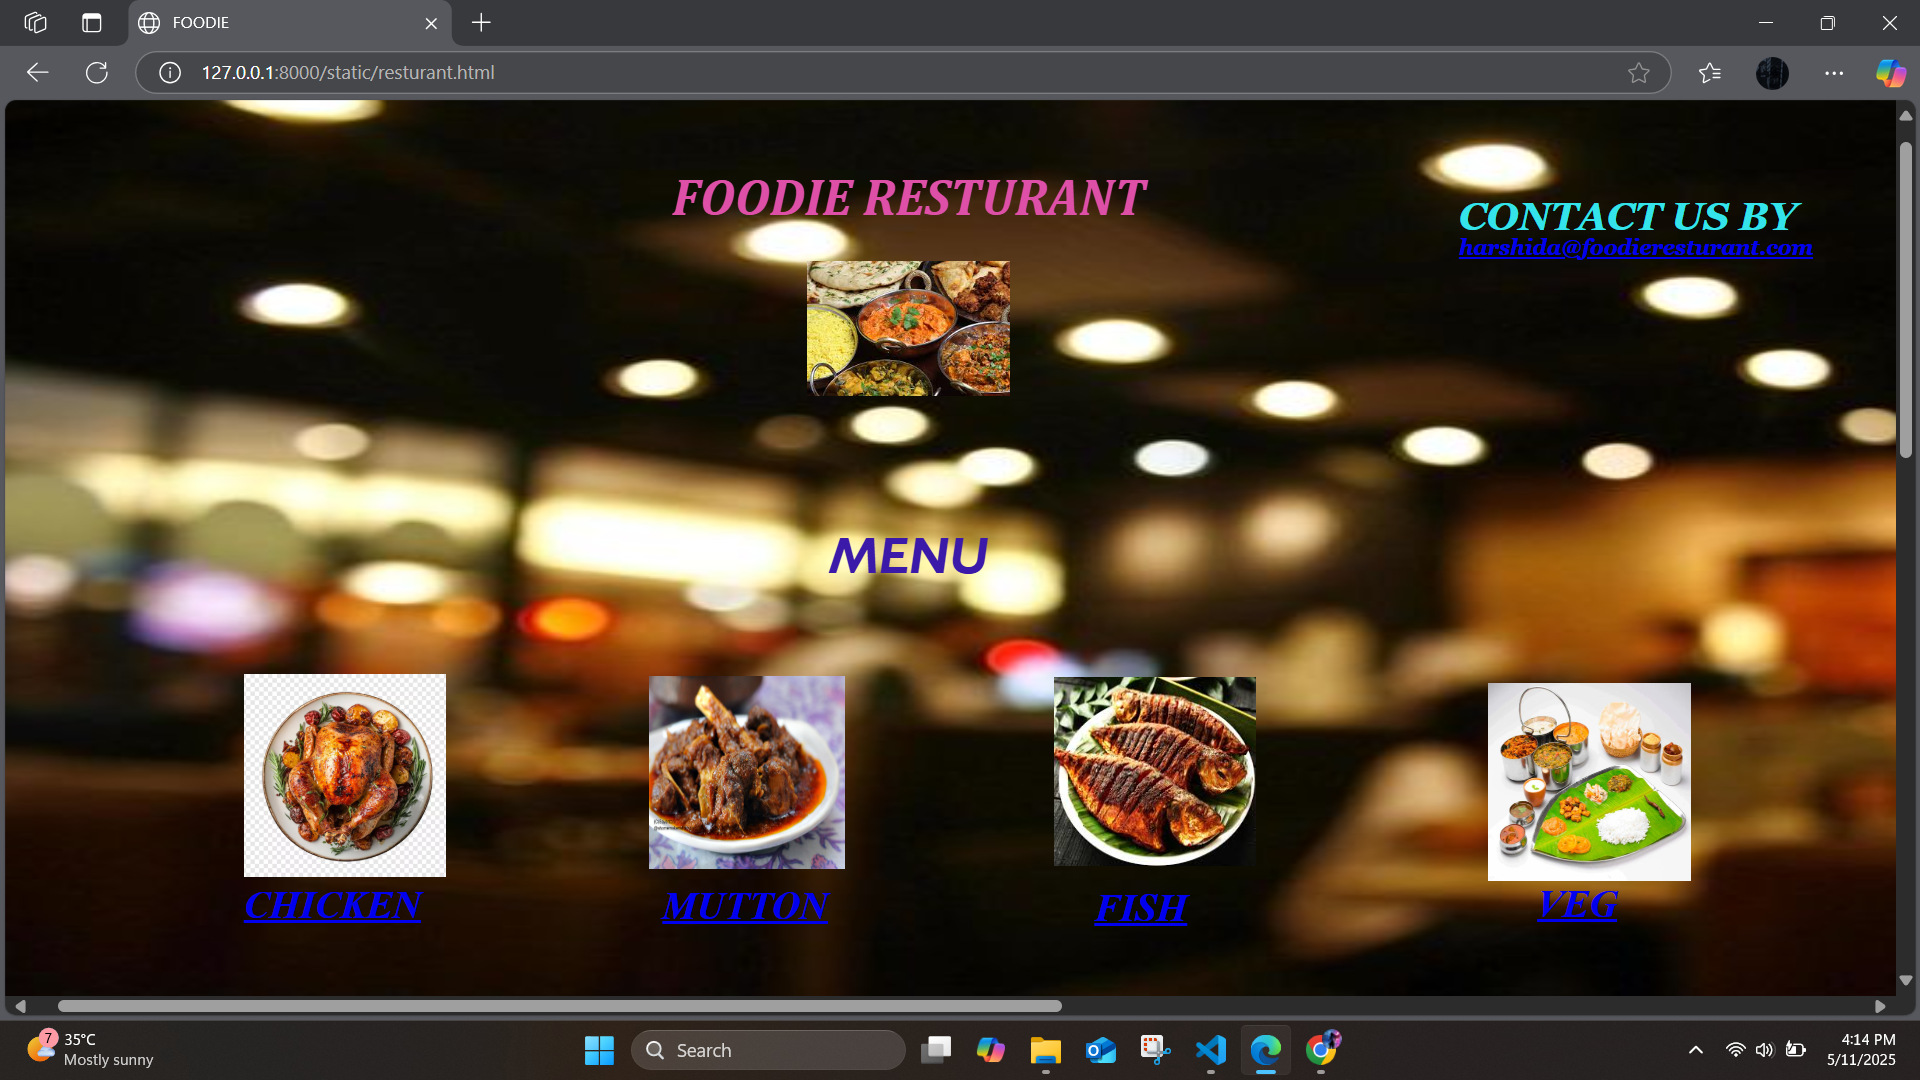 FOODIE
127.0.0.1:8000/static/resturant.html
FOODIE RESTURANT
CONTACT US BY
harshida@foodieresturant.com
MENU
CHICKEN
MUTTON
FISH
VEG
7
35°C
Mostly sunny
Search
4:14 PM
5/11/2025